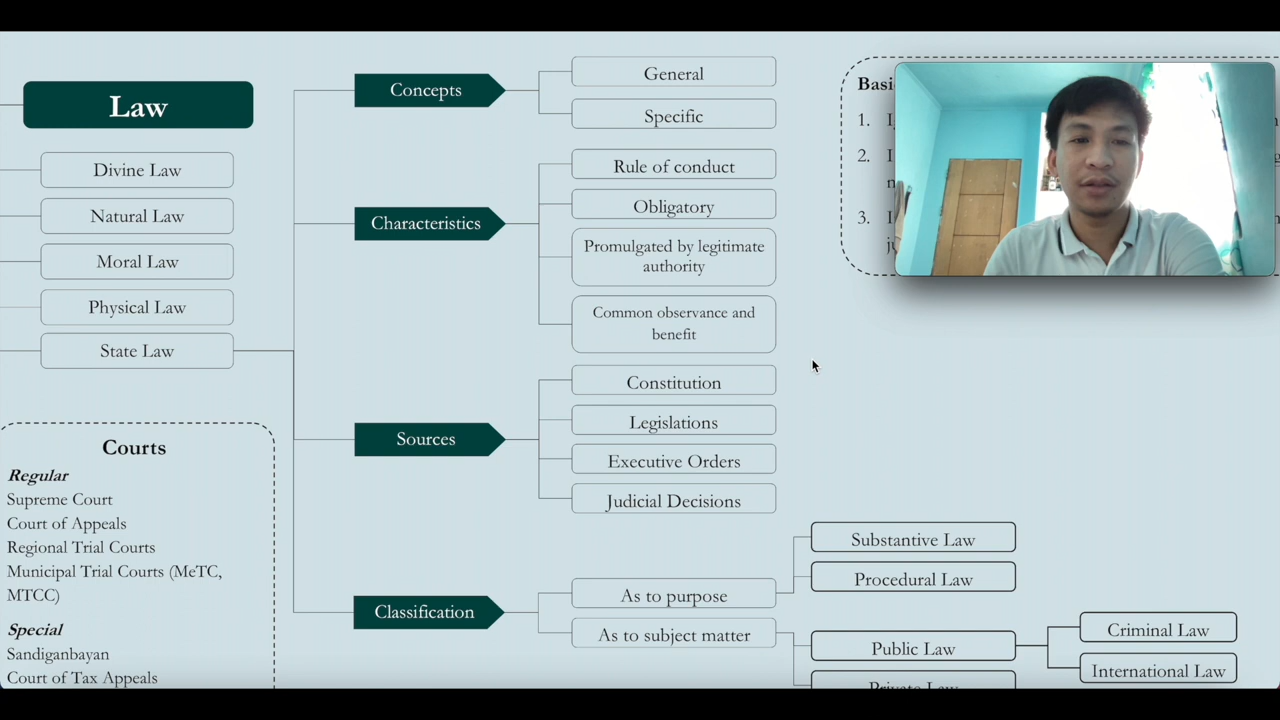 Law
Divine Law
Natural Law
Moral Law
Physical Law
State Law
Courts
Regular
Supreme Court
Court of Appeals
Regional Trial Courts
Municipal Trial Courts (MeTC,
MTCC)
Special
Sandiganbayan
Court of Tax Appeals
Concepts
General
Specific
Characteristics
Rule of conduct
Obligatory
Promulgated by legitimate
authority
Common observance and
benefit
Sources
Constitution
Legislations
Executive Orders
Judicial Decisions
Classification
As to purpose
Substantive Law
Procedural Law
As to subject matter
Public Law
Private Law
Criminal Law
International Law
1.
2.
3.